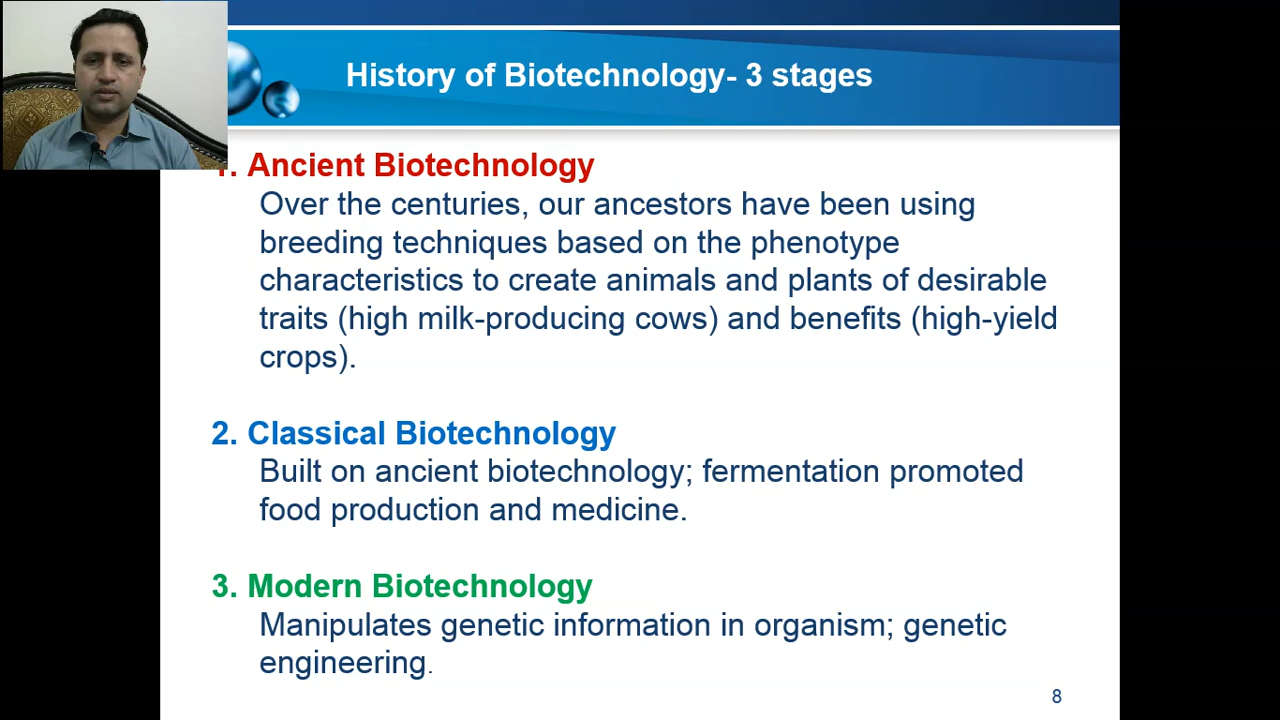 History of Biotechnology- 3 stages
1. Ancient Biotechnology
Over the centuries, our ancestors have been using
breeding techniques based on the phenotype
characteristics to create animals and plants of desirable
traits (high milk-producing cows) and benefits (high-yield
crops).
2. Classical Biotechnology
Built on ancient biotechnology; fermentation promoted
food production and medicine.
3. Modern Biotechnology
Manipulates genetic information in organism; genetic
engineering.
8